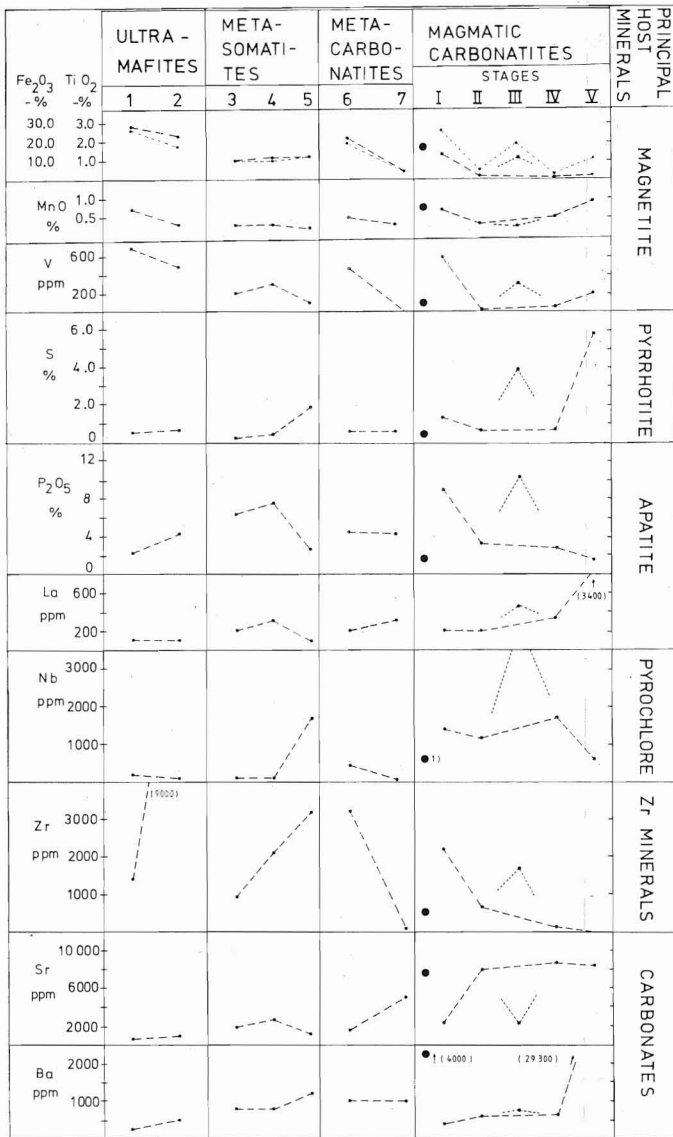 ULTRA-
MAFITES
META-
SOMATI-
TES
META-
CARBO-
NATITES
MAGMATIC
CARBONATITES
STAGES
PRINCIPAL
HOST
MINERALS
Fe2O3 TiO2
-% -%
1 2 3 4 5 6 7 I II III IV V
30.0 3.0
20.0 2.0
10.0 1.0
MAGNETITE
MnO
%
1.0
0.5
V
ppm
600
200
S
%
6.0
4.0
2.0
0
PYRRHOTITE
P2O5
%
12
8
4
0
APATITE
La
ppm
600
200
(3400)
Nb
ppm
3000
2000
1000
1)
PYROCHLORE
Zr
ppm
(9000)
3000
2000
1000
Zr MINERALS
Sr
ppm
10 000
6000
2000
CARBONATES
Ba
ppm
2000
1000
(4000)
(29 300)